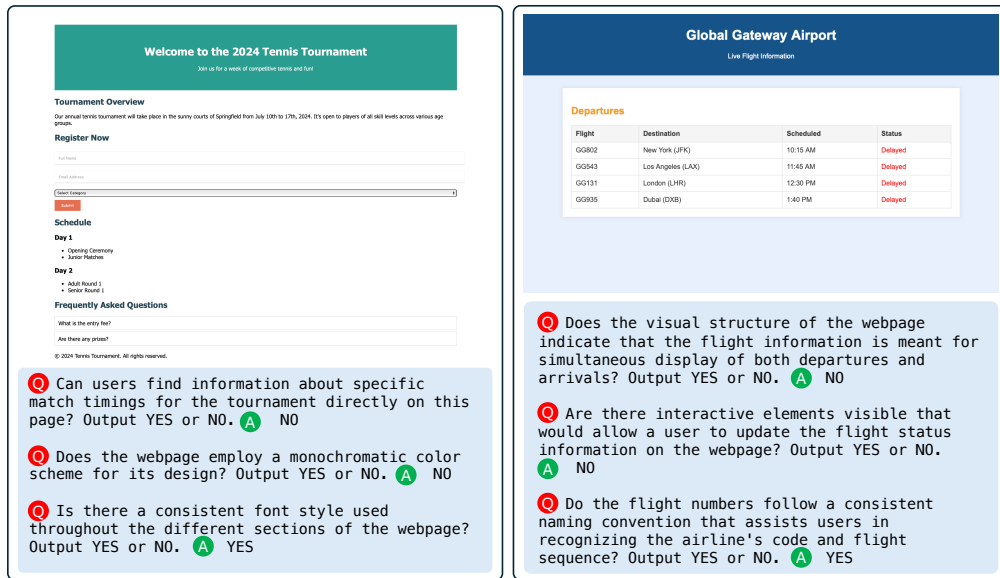 Welcome to the 2024 Tennis Tournament
Join us for a week of competitive tennis and fun!
Tournament Overview
Our annual tennis tournament will take place in the sunny courts of Springfield from July 10th to 17th, 2024. It's open to players of all skill levels across various age
groups.
Register Now
Full Name
Email Address
Select Category
Submit
Schedule
Day 1
• Opening Ceremony
• Junior Matches
Day 2
• Adult Round 1
• Senior Round 1
Frequently Asked Questions
What is the entry fee?
Are there any prizes?
© 2024 Tennis Tournament. All rights reserved.
Q Can users find information about specific
match timings for the tournament directly on this
page? Output YES or NO. A NO
Q Does the webpage employ a monochromatic color
scheme for its design? Output YES or NO. A NO
Q Is there a consistent font style used
throughout the different sections of the webpage?
Output YES or NO. A YES
Global Gateway Airport
Live Flight Information
Departures
Flight Destination Scheduled Status
GG802 New York (JFK) 10:15 AM Delayed
GG543 Los Angeles (LAX) 11:45 AM Delayed
GG131 London (LHR) 12:30 PM Delayed
GG935 Dubai (DXB) 1:40 PM Delayed
Q Does the visual structure of the webpage
indicate that the flight information is meant for
simultaneous display of both departures and
arrivals? Output YES or NO. A NO
Q Are there interactive elements visible that
would allow a user to update the flight status
information on the webpage? Output YES or NO.
A NO
Q Do the flight numbers follow a consistent
naming convention that assists users in
recognizing the airline's code and flight
sequence? Output YES or NO. A YES